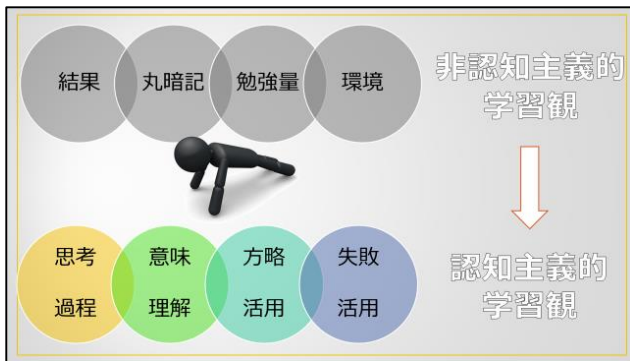 結果
丸暗記
勉強量
環境
非認知主義的
学習観
思考
過程
意味
理解
方略
活用
失敗
活用
認知主義的
学習観